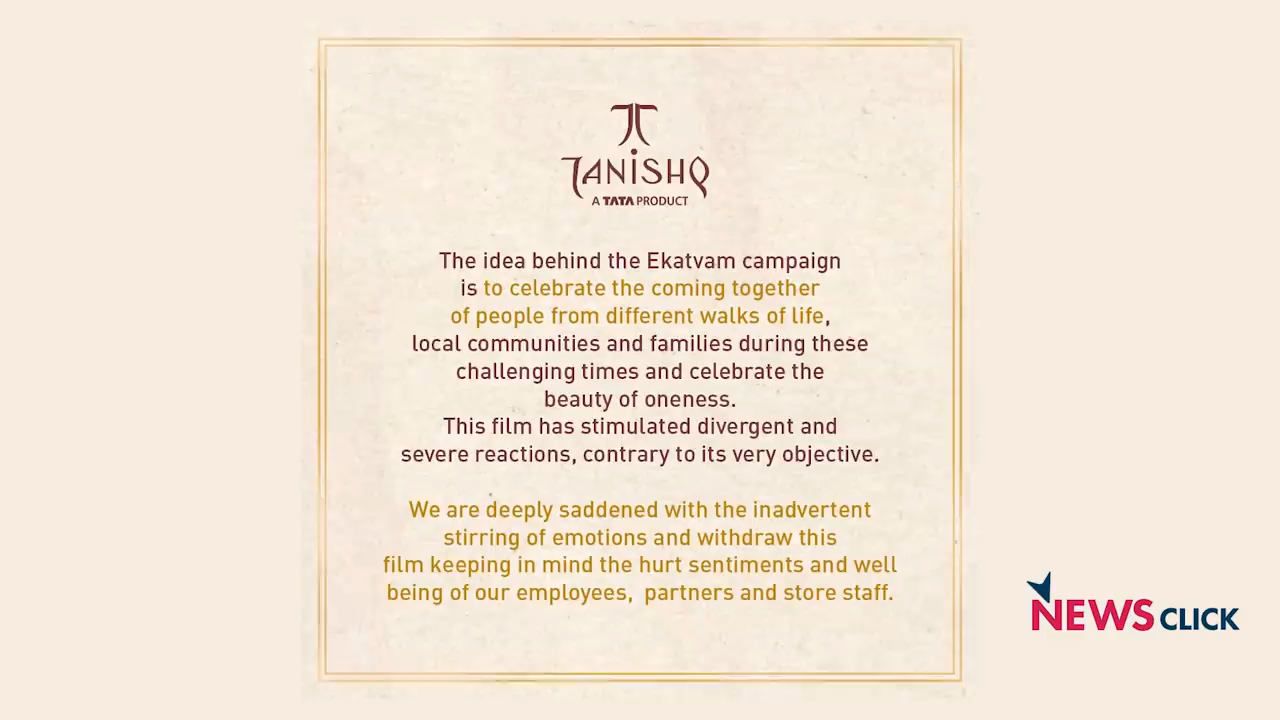 TANISHQ
A TATA PRODUCT
The idea behind the Ekatvam campaign
is to celebrate the coming together
of people from different walks of life,
local communities and families during these
challenging times and celebrate the
beauty of oneness.
This film has stimulated divergent and
severe reactions, contrary to its very objective.
We are deeply saddened with the inadvertent
stirring of emotions and withdraw this
film keeping in mind the hurt sentiments and well
being of our employees,  partners and store staff.
NEWS CLICK